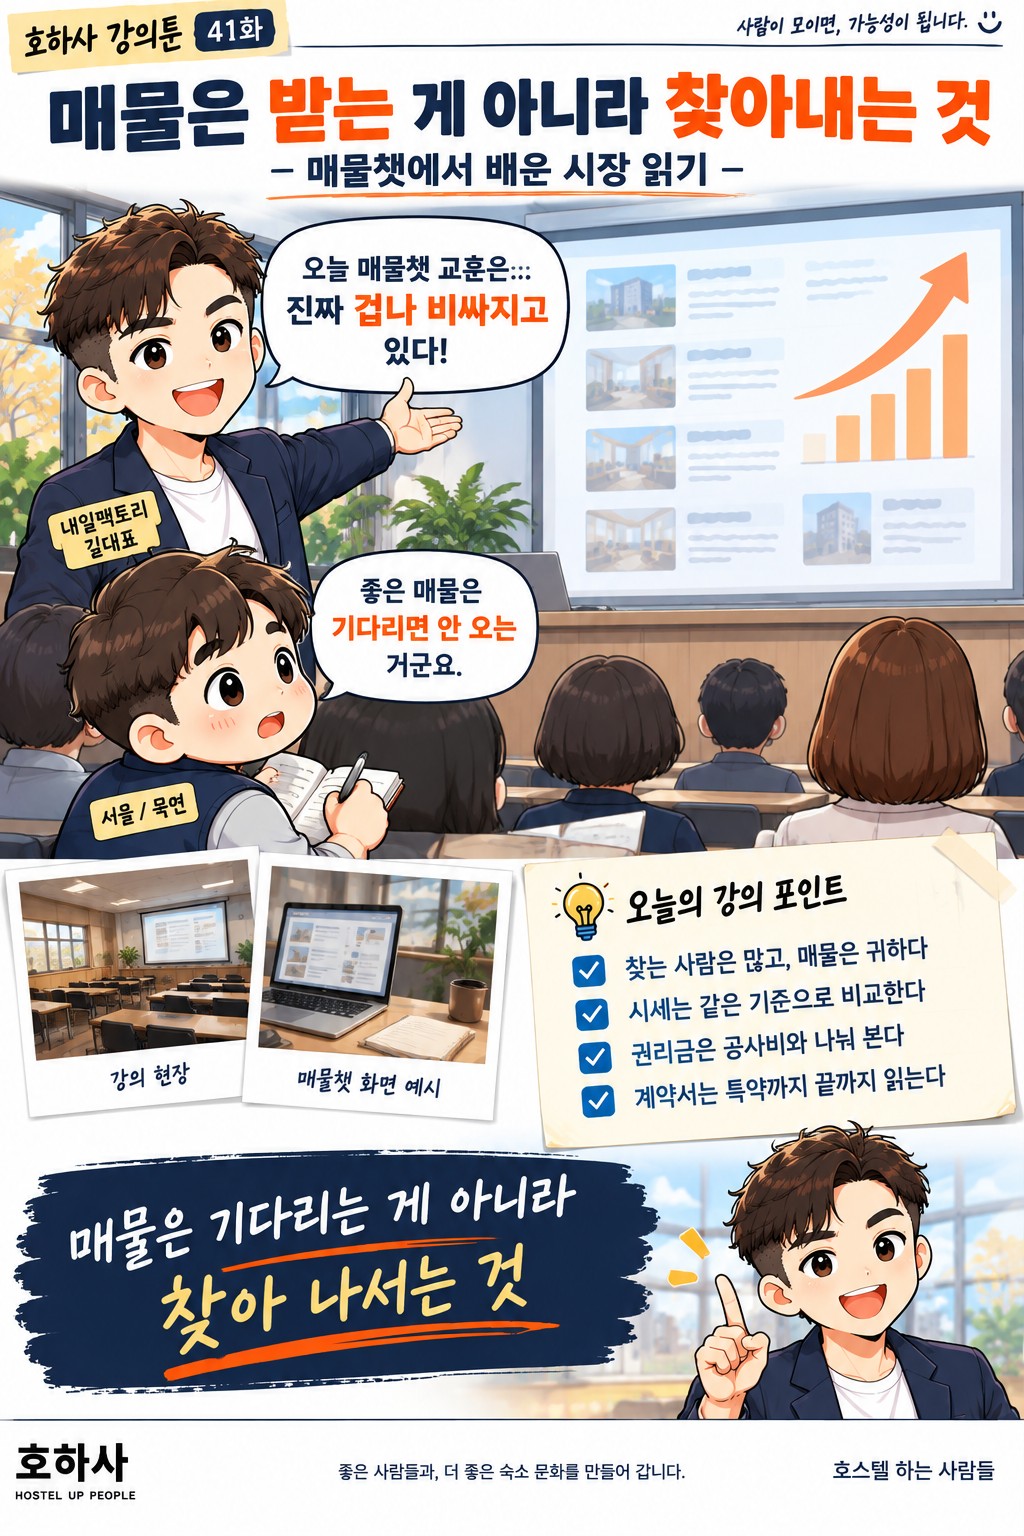 호하사 강의툰 41화
사람이 모이면, 가능성이 됩니다.
매물은 받는 게 아니라 찾아내는 것
– 매물챗에서 배운 시장 읽기 –
오늘 매물챗 교훈은...
진짜 겁나 비싸지고
있다!
내일맥토리
길대표
좋은 매물은
기다리면 안 오는
거군요.
서울 / 묵연
강의 현장
매물챗 화면 예시
오늘의 강의 포인트
찾는 사람은 많고, 매물은 귀하다
시세는 같은 기준으로 비교한다
권리금은 공사비와 나눠 본다
계약서는 특약까지 끝까지 읽는다
매물은 기다리는 게 아니라
찾아 나서는 것
호하사
HOSTEL UP PEOPLE
좋은 사람들과, 더 좋은 숙소 문화를 만들어 갑니다.
호스텔 하는 사람들